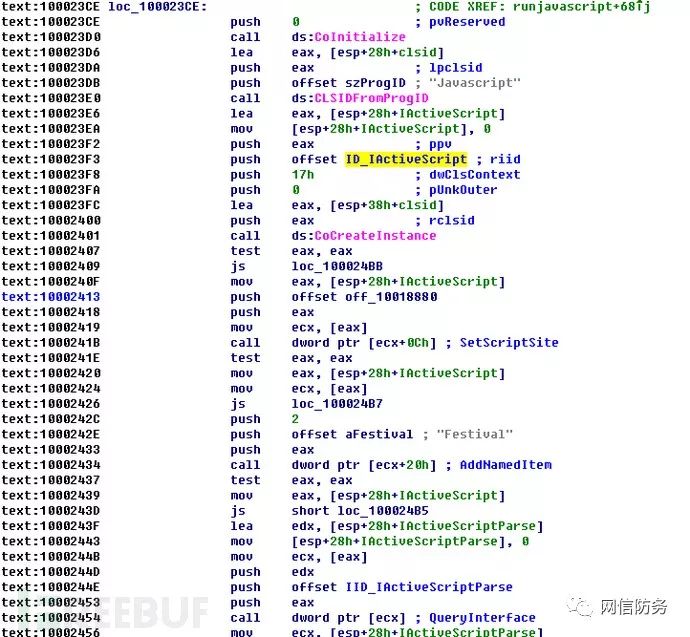 text:100023CE loc_100023CE: ; CODE XREF: runjavascript+68↑j
text:100023CE push 0 ; pvReserved
text:100023D0 call ds:CoInitialize
text:100023D6 lea eax, [esp+28h+clsid]
text:100023DA push eax ; lpclsid
text:100023DB push offset szProgID ; "Javascript"
text:100023E0 call ds:CLSIDFromProgID
text:100023E6 lea eax, [esp+28h+IActiveScript]
text:100023EA mov [esp+28h+IActiveScript], 0
text:100023F2 push eax ; ppv
text:100023F3 push offset ID_IActiveScript ; riid
text:100023F8 push 17h ; dwClsContext
text:100023FA push 0 ; pUnkOuter
text:100023FC lea eax, [esp+38h+clsid]
text:10002400 push eax ; rclsid
text:10002401 call ds:CoCreateInstance
text:10002407 test eax, eax
text:10002409 js loc_100024BB
text:1000240F mov eax, [esp+28h+IActiveScript]
text:10002413 push offset off_10018880
text:10002418 push eax
text:10002419 mov ecx, [eax]
text:1000241B call dword ptr [ecx+0Ch] ; SetScriptSite
text:1000241E test eax, eax
text:10002420 mov eax, [esp+28h+IActiveScript]
text:10002424 mov ecx, [eax]
text:10002426 js loc_100024B7
text:1000242C push 2
text:1000242E push offset aFestival ; "Festival"
text:10002433 push eax
text:10002434 call dword ptr [ecx+20h] ; AddNamedItem
text:10002437 test eax, eax
text:10002439 mov eax, [esp+28h+IActiveScript]
text:1000243D js short loc_100024B5
text:1000243F lea edx, [esp+28h+IActiveScriptParse]
text:10002443 mov [esp+28h+IActiveScriptParse], 0
text:1000244B mov ecx, [eax]
text:1000244D push edx
text:1000244E push offset IID_IActiveScriptParse
text:10002453 push eax
text:10002454 call dword ptr [ecx] ; QueryInterface
text:10002456 mov ecx, [esp+28h+IActiveScriptParse]
网信防务